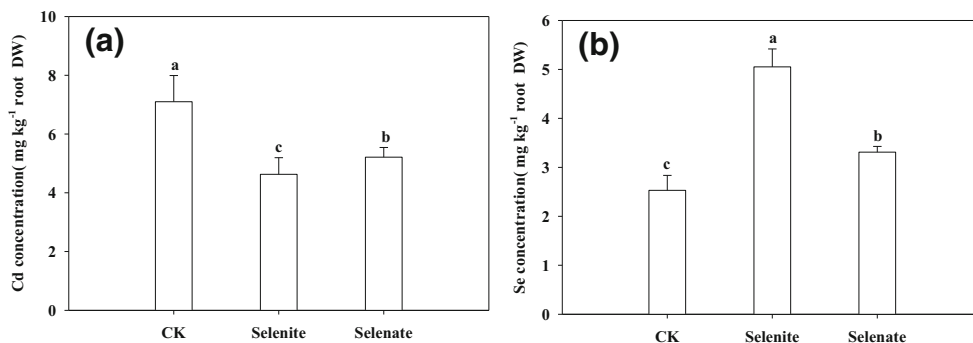 (a)
Cd concentration( mg kg-1 root DW)
10
8
6
4
2
0
a
c
b
CK Selenite Selenate
(b)
Se concentration( mg kg-1 root DW)
6
5
4
3
2
1
0
c
a
b
CK Selenite Selenate